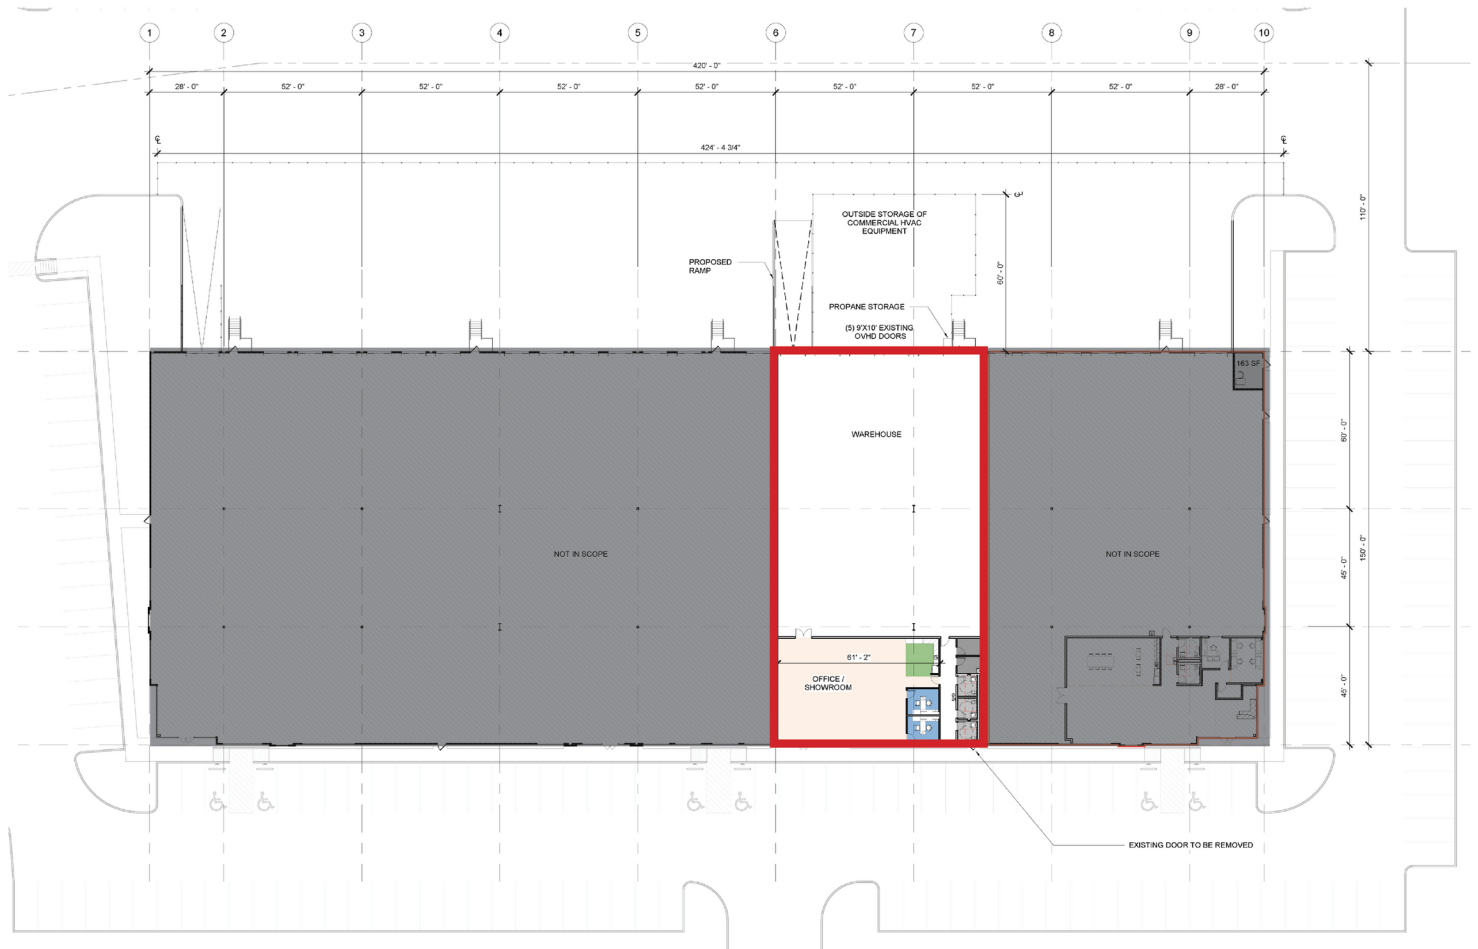 1 2 3 4 5 6 7 8 9 10
420' - 0"
28' - 0" 52' - 0" 52' - 0" 52' - 0" 52' - 0" 52' - 0" 52' - 0" 52' - 0" 28' - 0"
424' - 4 3/4"
110' - 0"
OUTSIDE STORAGE OF
COMMERCIAL HVAC
EQUIPMENT
PROPOSED
RAMP
60' - 0"
PROPANE STORAGE
(5) 9'X10' EXISTING
OVHD DOORS
163 SF
WAREHOUSE
60' - 0"
NOT IN SCOPE
NOT IN SCOPE
150' - 0"
45' - 0"
61' - 2"
OFFICE /
SHOWROOM
45' - 0"
EXISTING DOOR TO BE REMOVED